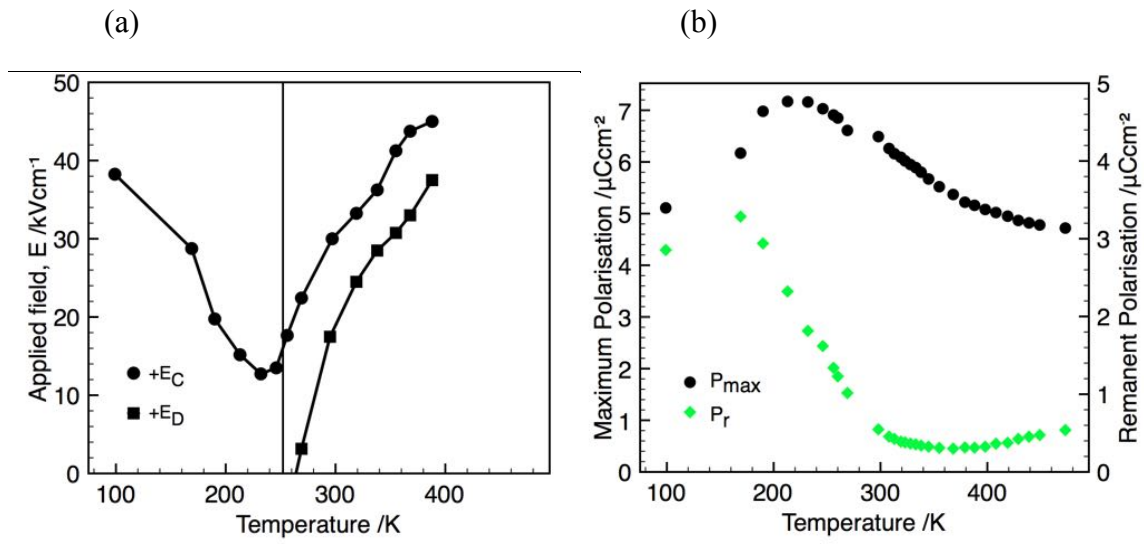 (a)
(b)
50
40
30
20
10
0
Applied field, E /kVcm⁻¹
+E_C
+E_D
100
200
300
400
Temperature /K
7
6
5
4
3
2
1
0
Maximum Polarisation /µCcm⁻²
P_max
P_r
5
4
3
2
1
0
Remanent Polarisation /µCcm⁻²
100
200
300
400
Temperature /K